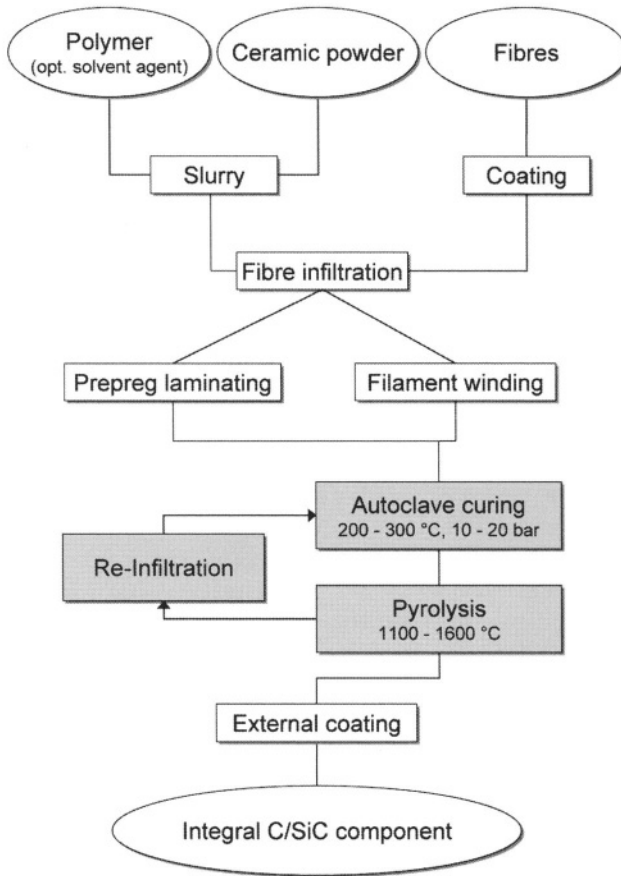 Polymer
(opt. solvent agent)
Ceramic powder
Fibres
Slurry
Coating
Fibre infiltration
Prepreg laminating
Filament winding
Autoclave curing
200 - 300 °C, 10 - 20 bar
Re-Infiltration
Pyrolysis
1100 - 1600 °C
External coating
Integral C/SiC component